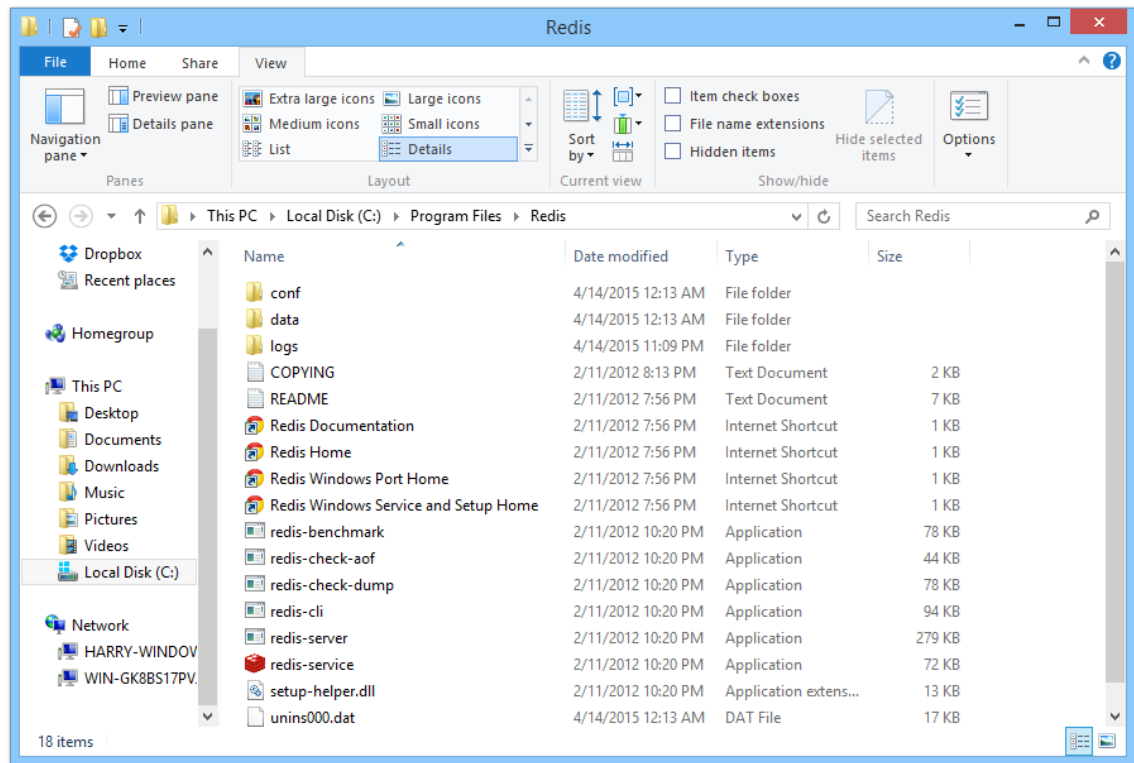 Redis
File Home Share View
Preview pane
Details pane
Navigation pane
Panes
Extra large icons Large icons
Medium icons Small icons
List Details
Layout
Sort by
Current view
Item check boxes
File name extensions
Hidden items
Hide selected items
Show/hide
Options
This PC Local Disk (C:) Program Files Redis
Search Redis
Dropbox
Recent places
Homegroup
This PC
Desktop
Documents
Downloads
Music
Pictures
Videos
Local Disk (C:)
Network
HARRY-WINDOV
WIN-GK8BS17PV.
Name Date modified Type Size
conf 4/14/2015 12:13 AM File folder
data 4/14/2015 12:13 AM File folder
logs 4/14/2015 11:09 PM File folder
COPYING 2/11/2012 8:13 PM Text Document 2 KB
README 2/11/2012 7:56 PM Text Document 7 KB
Redis Documentation 2/11/2012 7:56 PM Internet Shortcut 1 KB
Redis Home 2/11/2012 7:56 PM Internet Shortcut 1 KB
Redis Windows Port Home 2/11/2012 7:56 PM Internet Shortcut 1 KB
Redis Windows Service and Setup Home 2/11/2012 7:56 PM Internet Shortcut 1 KB
redis-benchmark 2/11/2012 10:20 PM Application 78 KB
redis-check-aof 2/11/2012 10:20 PM Application 44 KB
redis-check-dump 2/11/2012 10:20 PM Application 78 KB
redis-cli 2/11/2012 10:20 PM Application 94 KB
redis-server 2/11/2012 10:20 PM Application 279 KB
redis-service 2/11/2012 10:20 PM Application 72 KB
setup-helper.dll 2/11/2012 10:20 PM Application extens... 13 KB
unins000.dat 4/14/2015 12:13 AM DAT File 17 KB
18 items